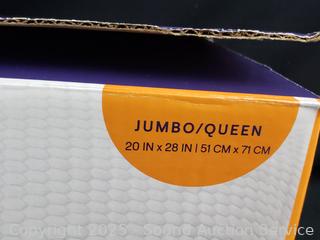 JUMBO/QUEEN
20 IN x 28 IN | 51 CM x 71 CM
Copyright 2025 - Sound Auction Service